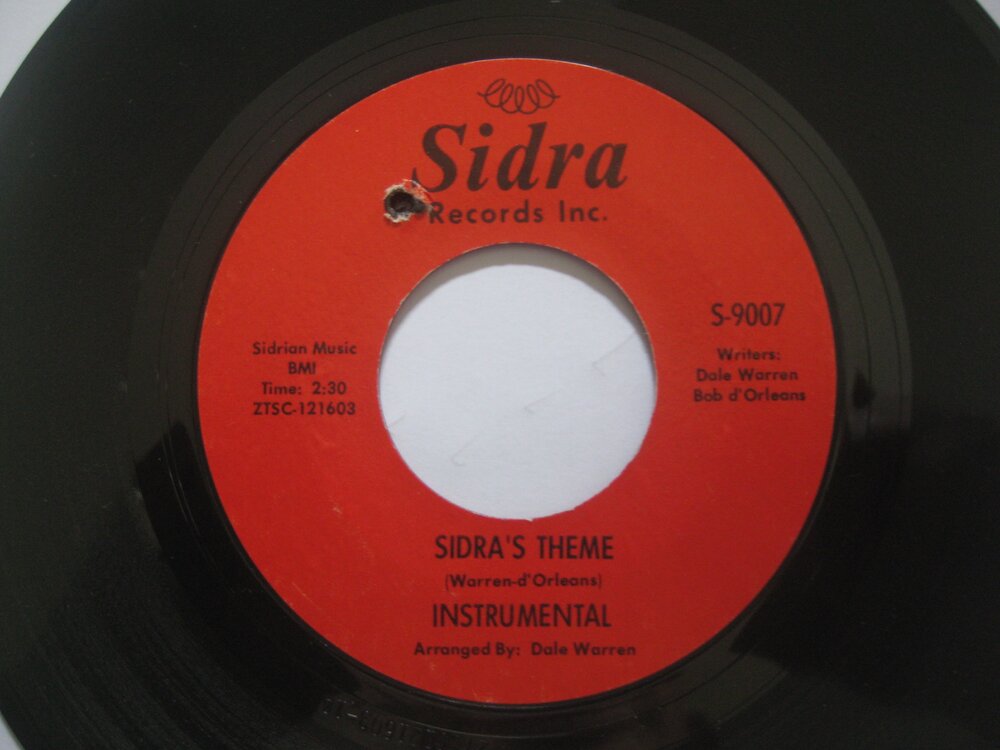 Sidra
Records Inc.
S-9007
Sidrian Music
BMI
Time: 2:30
ZTSC-121603
Writers:
Dale Warren
Bob d'Orleans
SIDRA'S THEME
(Warren-d'Orleans)
INSTRUMENTAL
Arranged By: Dale Warren